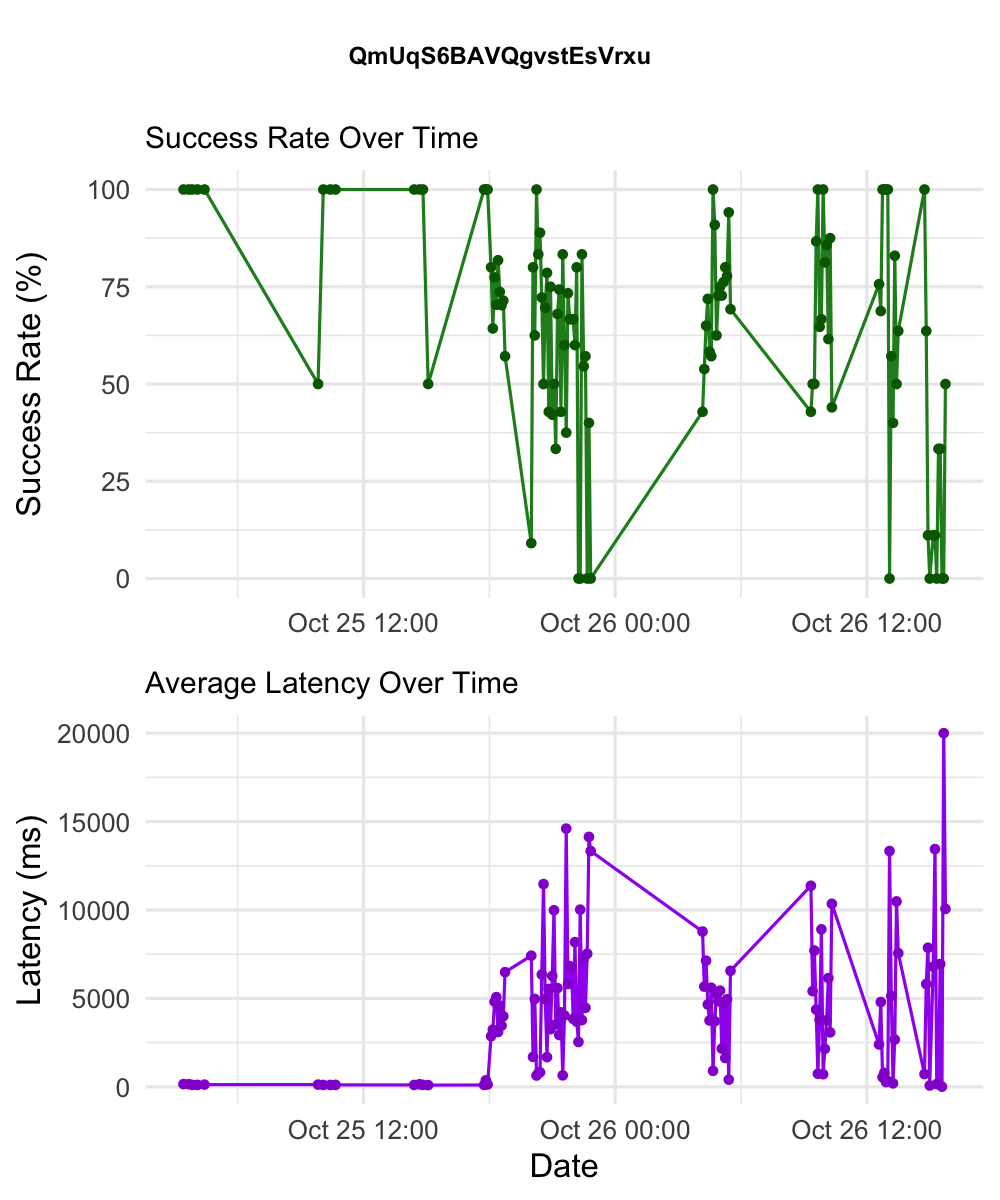 QmUqS6BAVQgvstEsVrxu
Success Rate Over Time
Success Rate (%)
100
75
50
25
0
Oct 25 12:00 Oct 26 00:00 Oct 26 12:00
Average Latency Over Time
Latency (ms)
20000
15000
10000
5000
0
Oct 25 12:00 Oct 26 00:00 Oct 26 12:00
Date